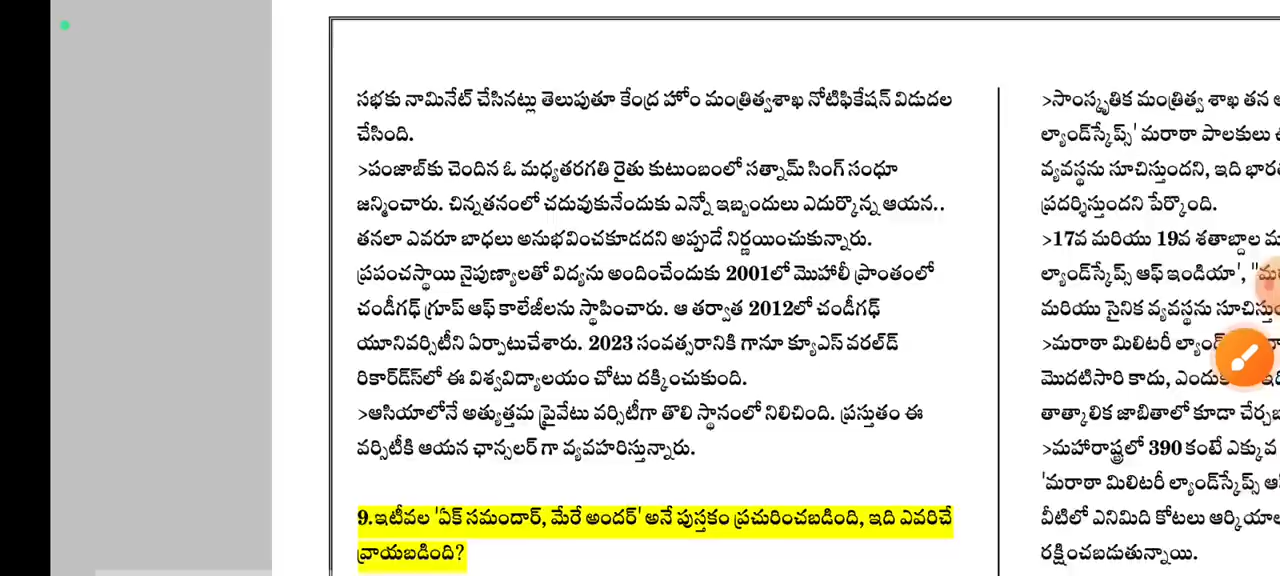 సభకు నామినేట్ చేసినట్లు తెలుపుతూ కేంద్ర హోం మంత్రిత్వశాఖ నోటిఫికేషన్ విడుదల
చేసింది.
>పంజాబ్‌కు చెందిన ఓ మధ్యతరగతి రైతు కుటుంబంలో సత్నామ్ సింగ్ సంధూ
జన్మించారు. చిన్నతనంలో చదువుకునేందుకు ఎన్నో ఇబ్బందులు ఎదుర్కొన్న ఆయన..
తనలా ఎవరూ బాధలు అనుభవించకూడదని అప్పుడే నిర్ణయించుకున్నారు.
ప్రపంచస్థాయి నైపుణ్యాలతో విద్యను అందించేందుకు 2001లో మొహాలీ ప్రాంతంలో
చండీగఢ్ గ్రూప్ ఆఫ్ కాలేజీలను స్థాపించారు. ఆ తర్వాత 2012లో చండీగఢ్
యూనివర్సిటీని ఏర్పాటుచేశారు. 2023 సంవత్సరానికి గానూ క్యూఎస్ వరల్డ్
రికార్డ్స్‌లో ఈ విశ్వవిద్యాలయం చోటు దక్కించుకుంది.
>ఆసియాలోనే అత్యుత్తమ ప్రైవేటు వర్సిటీగా తొలి స్థానంలో నిలిచింది. ప్రస్తుతం ఈ
వర్సిటీకి ఆయన ఛాన్సలర్ గా వ్యవహరిస్తున్నారు.
9.ఇటీవల 'ఏక్ సమందార్, మేరే అందర్' అనే పుస్తకం ప్రచురించబడింది, ఇది ఎవరిచే
వ్రాయబడింది?
>సాంస్కృతిక మంత్రిత్వ శాఖ తన
ల్యాండ్‌స్కేప్స్' మరాఠా పాలకులు
వ్యవస్థను సూచిస్తుందని, ఇది
ప్రదర్శిస్తుందని పేర్కొంది.
>17వ మరియు 19వ శతాబ్దాల
ల్యాండ్‌స్కేప్స్ ఆఫ్ ఇండియా',
మరియు సైనిక వ్యవస్థను
>మరాఠా మిలిటరీ
మొదటిసారి కాదు,
తాత్కాలిక జాబితాలో కూడా
>మహారాష్ట్రలో 390 కంటే ఎక్కువ
'మరాఠా మిలిటరీ ల్యాండ్‌స్కేప్స్
వీటిలో ఎనిమిది కోటలు
రక్షించబడుతున్నాయి.